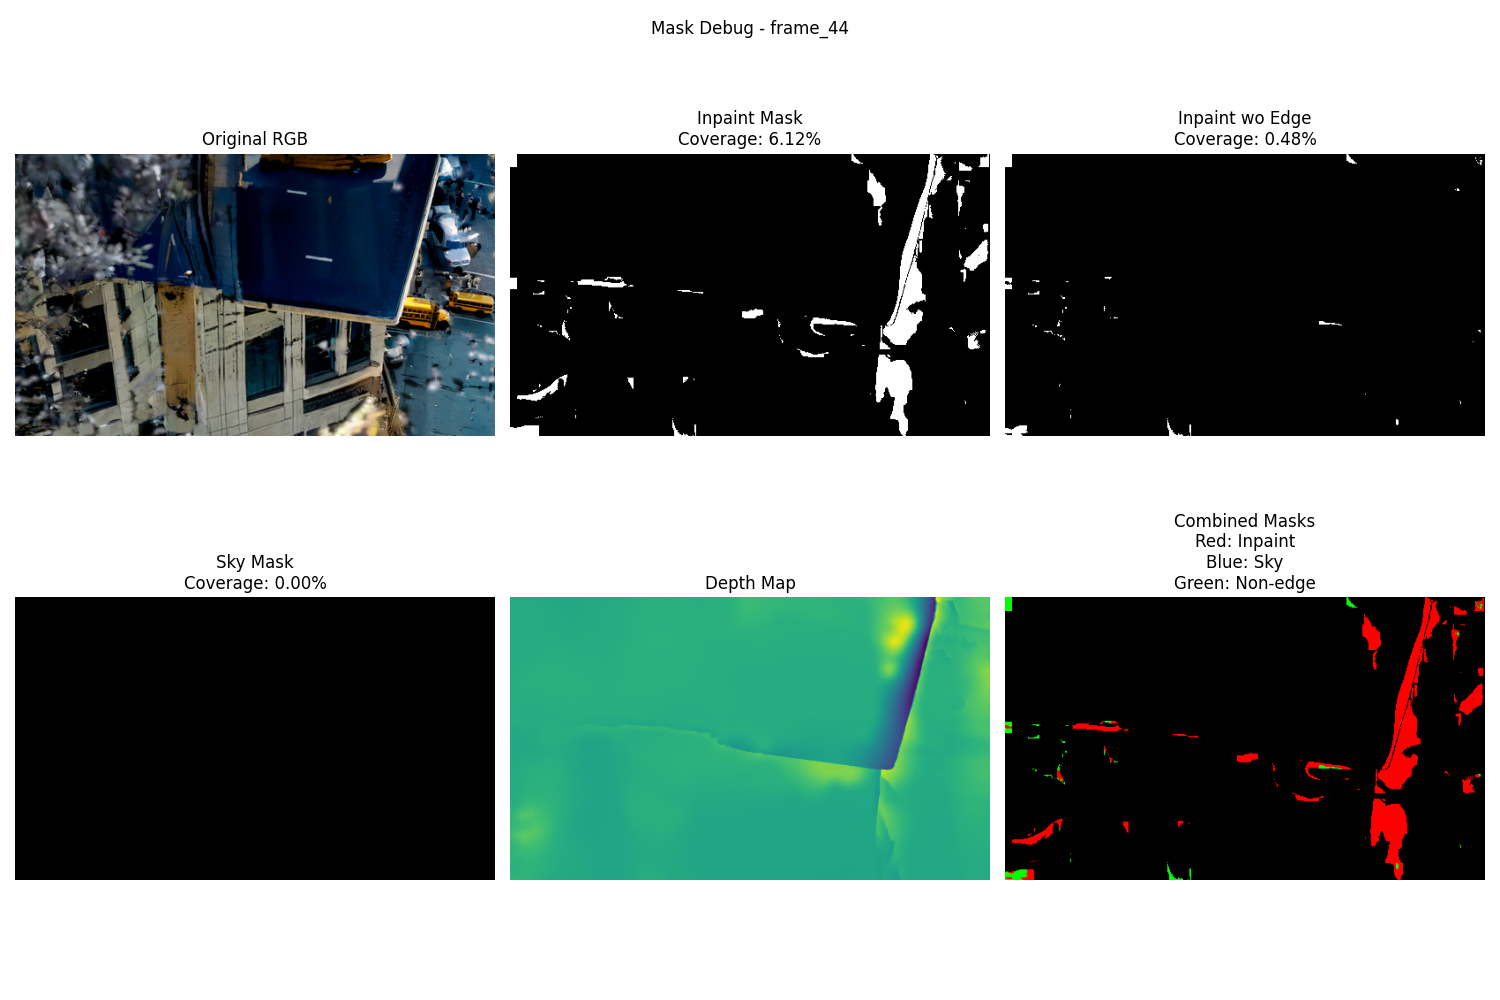 Mask Debug - frame_44
Original RGB
Inpaint Mask
Coverage: 6.12%
Inpaint wo Edge
Coverage: 0.48%
Sky Mask
Coverage: 0.00%
Depth Map
Combined Masks
Red: Inpaint
Blue: Sky
Green: Non-edge